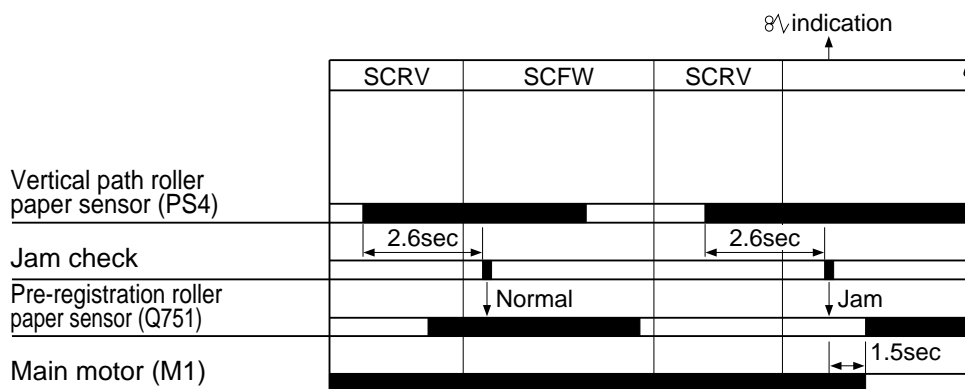 indication
SCRV SCFW SCRV
Vertical path roller
paper sensor (PS4)
2.6sec 2.6sec
Jam check
Pre-registration roller
paper sensor (Q751)
Normal Jam
1.5sec
Main motor (M1)